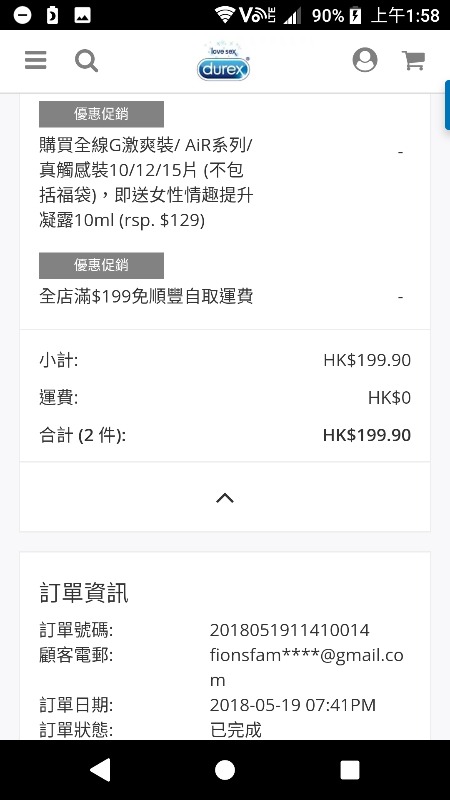 90% 上午1:58
love sex
durex
優惠促銷
購買全線G激爽裝/ AiR系列/
真觸感裝10/12/15片 (不包
括福袋)，即送女性情趣提升
凝露10ml (rsp. $129)
-
優惠促銷
全店滿$199免順豐自取運費
-
小計: HK$199.90
運費: HK$0
合計 (2 件): HK$199.90
訂單資訊
訂單號碼: 2018051911410014
顧客電郵: fionsfam****@gmail.co
m
訂單日期: 2018-05-19 07:41PM
訂單狀態: 已完成